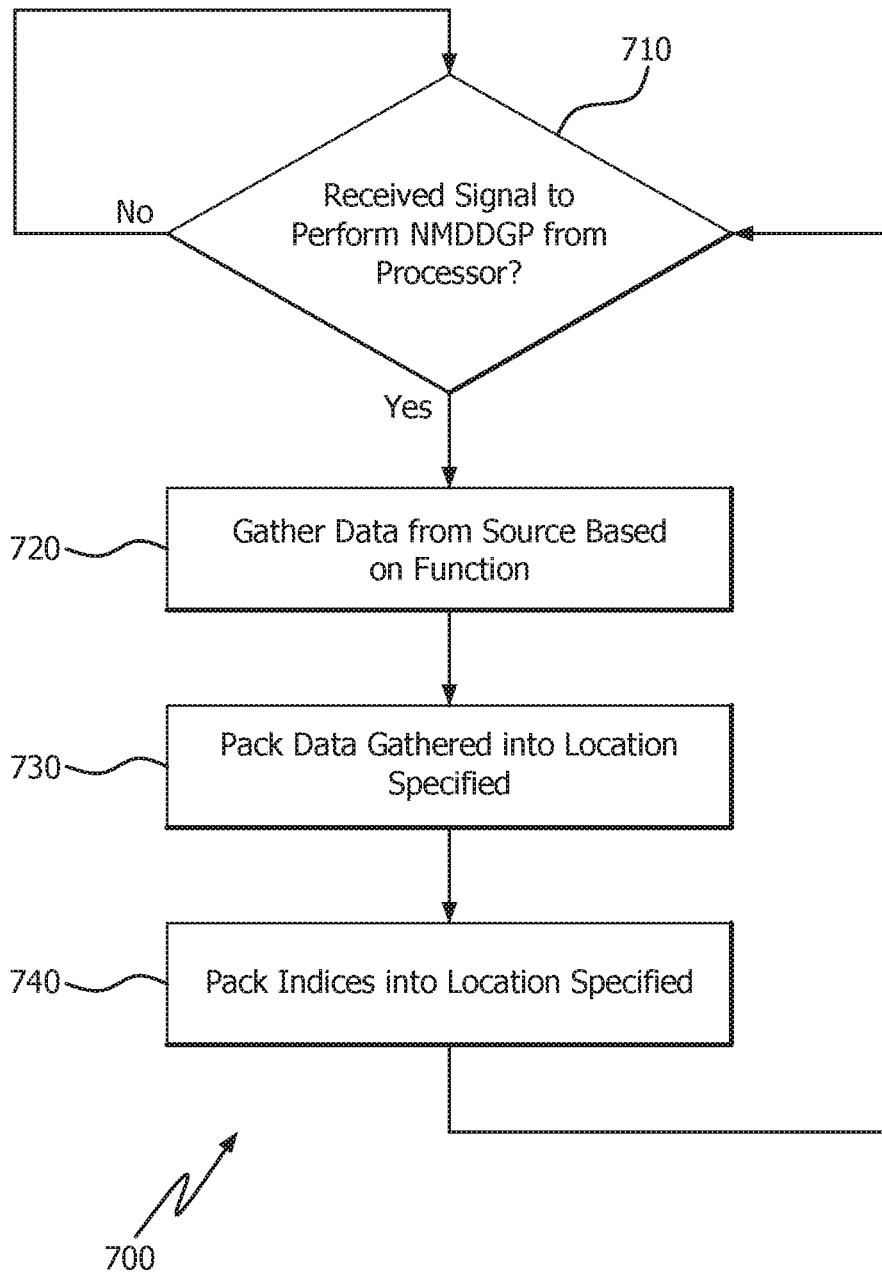 710
Received Signal to
Perform NMDDGP from
Processor?
No
Yes
720
Gather Data from Source Based
on Function
730
Pack Data Gathered into Location
Specified
740
Pack Indices into Location Specified
700